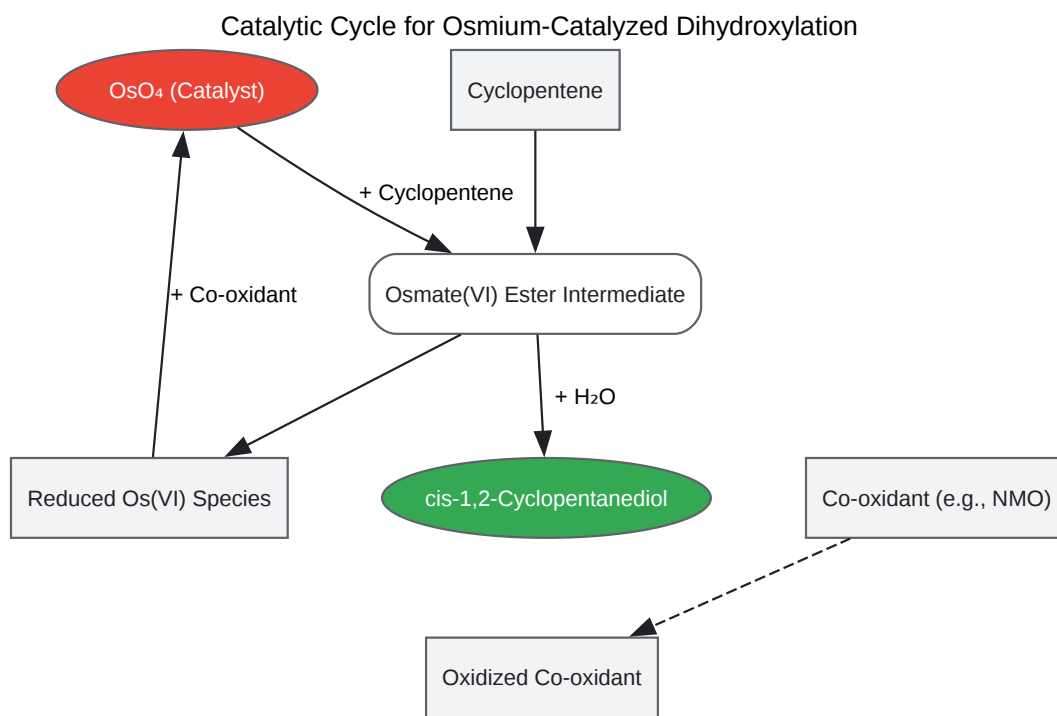 Catalytic Cycle for Osmium-Catalyzed Dihydroxylation
OsO₄ (Catalyst)
Cyclopentene
+ Cyclopentene
+ Co-oxidant
Osmate(VI) Ester Intermediate
+ H₂O
Reduced Os(VI) Species
cis-1,2-Cyclopentanediol
Co-oxidant (e.g., NMO)
Oxidized Co-oxidant